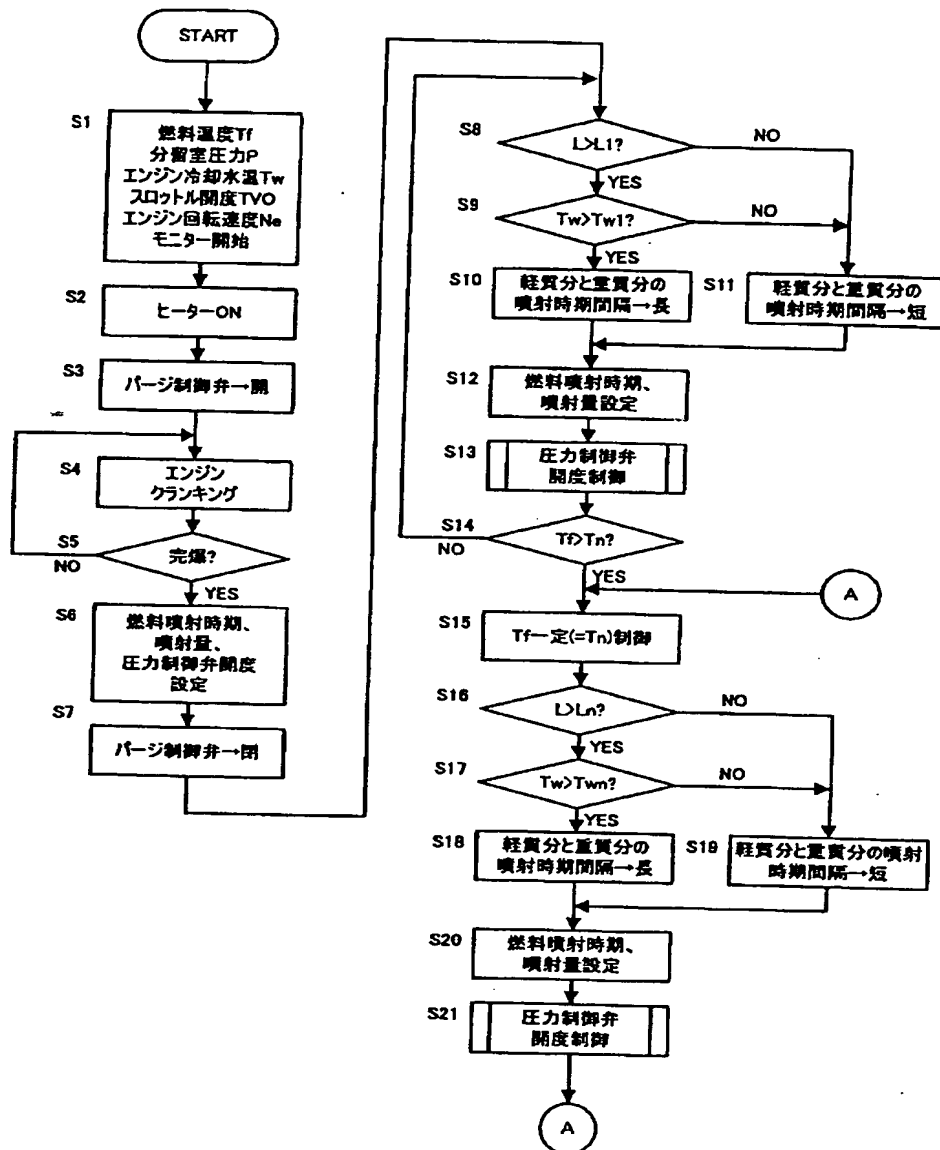 START
S1
燃料温度Tf
分留室圧力P
エンジン冷却水温Tw
スロットル開度TVO
エンジン回転速度Ne
モニター開始
S2
ヒーターON
S3
パージ制御弁→開
S4
エンジン
クランキング
S5
完爆?
NO
YES
S6
燃料噴射時期、
噴射量、
圧力制御弁開度
設定
S7
パージ制御弁→閉
S8
L>L1?
NO
YES
S9
Tw>Tw1?
NO
YES
S10
軽質分と重質分の
噴射時期間隔→長
S11
軽質分と重質分の
噴射時期間隔→短
S12
燃料噴射時期、
噴射量設定
S13
圧力制御弁
開度制御
S14
Tf>Tn?
NO
YES
A
S15
Tf一定(=Tn)制御
S16
L>Ln?
NO
YES
S17
Tw>Twn?
NO
YES
S18
軽質分と重質分の
噴射時期間隔→長
S19
軽質分と重質分の噴射
時期間隔→短
S20
燃料噴射時期、
噴射量設定
S21
圧力制御弁
開度制御
A